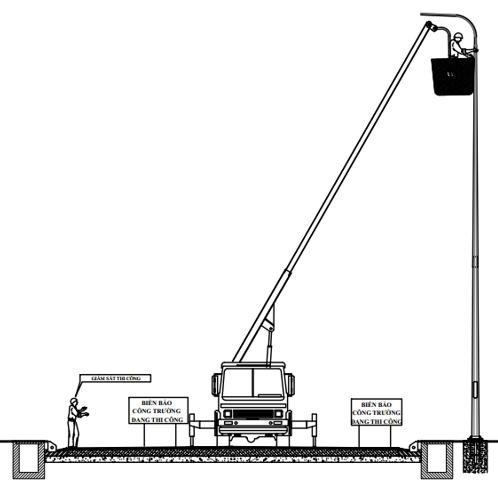 GIÁM SÁT THI CÔNG
BIỂN BÁO
CÔNG TRƯỜNG
ĐANG THI CÔNG
BIỂN BÁO
CÔNG TRƯỜNG
ĐANG THI CÔNG